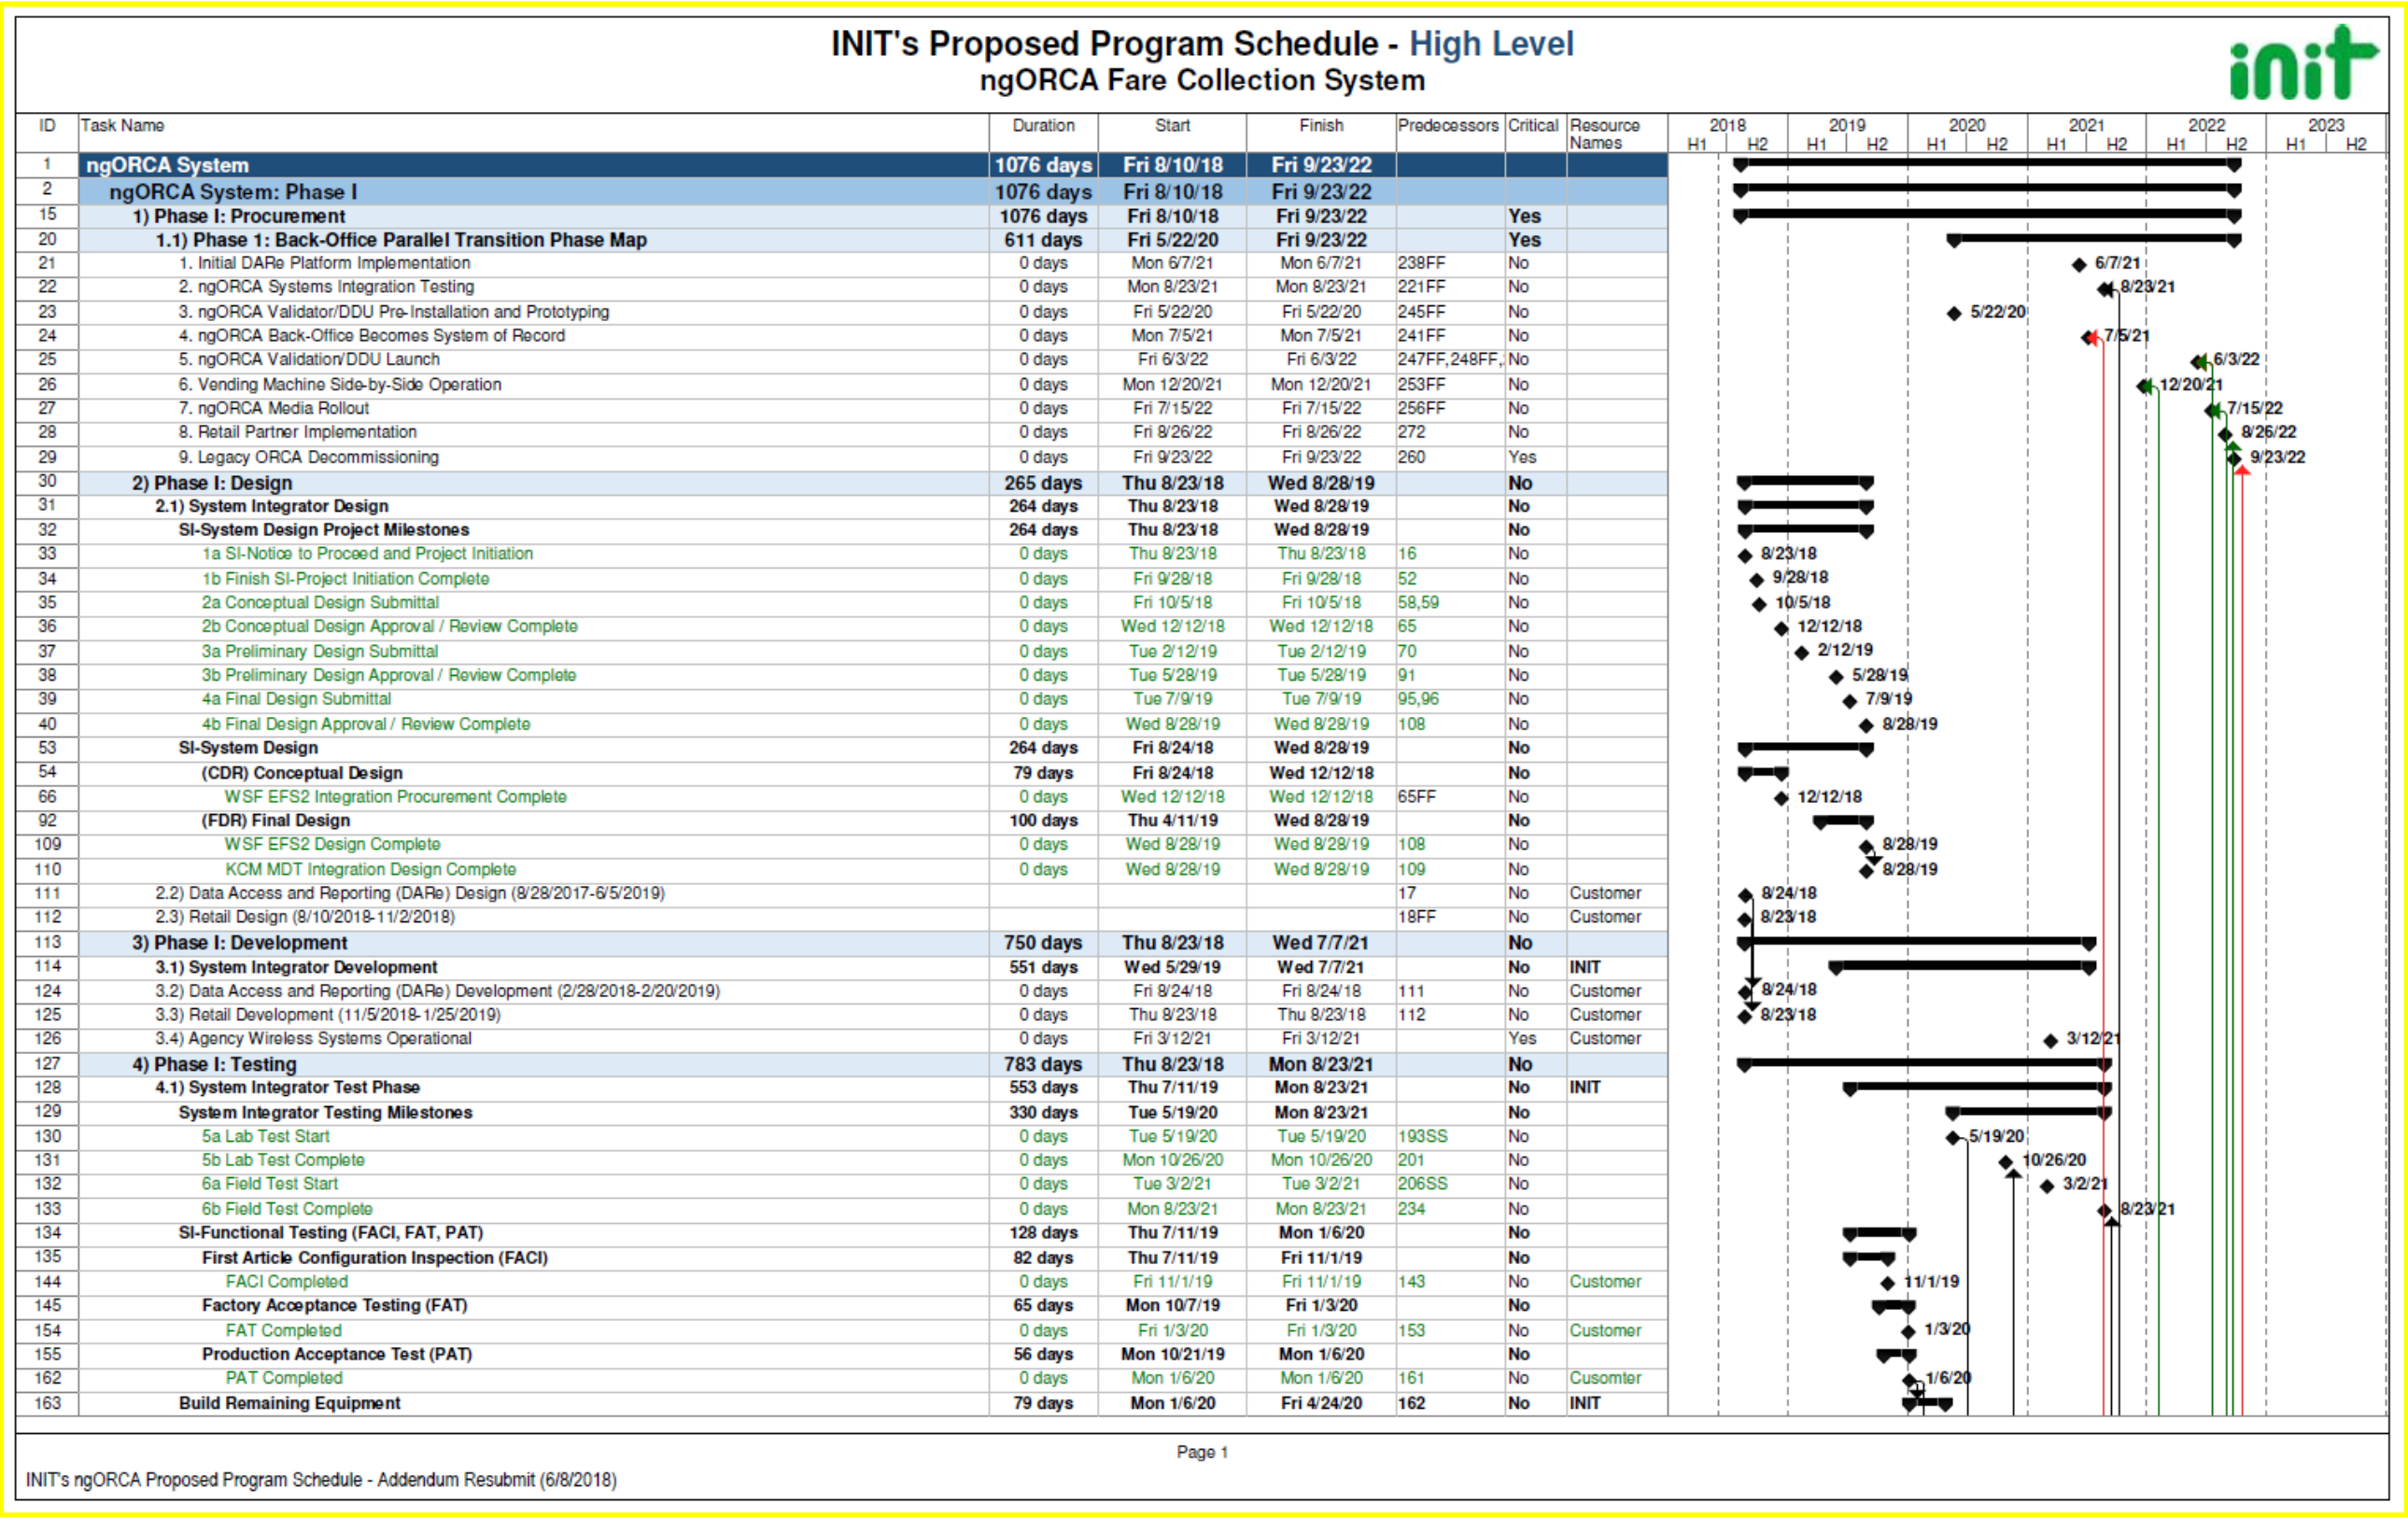 INIT's Proposed Program Schedule - High Level
ngORCA Fare Collection System
init
ID Task Name Duration Start Finish Predecessors Critical Resource Names 2018 2019 2020 2021 2022 2023
H1 H2 H1 H2 H1 H2 H1 H2 H1 H2 H1 H2
1 ngORCA System 1076 days Fri 8/10/18 Fri 9/23/22
2 ngORCA System: Phase I 1076 days Fri 8/10/18 Fri 9/23/22
15 1) Phase I: Procurement 1076 days Fri 8/10/18 Fri 9/23/22 Yes
20 1.1) Phase 1: Back-Office Parallel Transition Phase Map 611 days Fri 5/22/20 Fri 9/23/22 Yes
21 1. Initial DARe Platform Implementation 0 days Mon 6/7/21 Mon 6/7/21 238FF No 6/7/21
22 2. ngORCA Systems Integration Testing 0 days Mon 8/23/21 Mon 8/23/21 221FF No 8/23/21
23 3. ngORCA Validator/DDU Pre-Installation and Prototyping 0 days Fri 5/22/20 Fri 5/22/20 245FF No 5/22/20
24 4. ngORCA Back-Office Becomes System of Record 0 days Mon 7/5/21 Mon 7/5/21 241FF No 7/5/21
25 5. ngORCA Validation/DDU Launch 0 days Fri 6/3/22 Fri 6/3/22 247FF,248FF, No 6/3/22
26 6. Vending Machine Side-by-Side Operation 0 days Mon 12/20/21 Mon 12/20/21 253FF No 12/20/21
27 7. ngORCA Media Rollout 0 days Fri 7/15/22 Fri 7/15/22 256FF No 7/15/22
28 8. Retail Partner Implementation 0 days Fri 8/26/22 Fri 8/26/22 272 No 8/26/22
29 9. Legacy ORCA Decommissioning 0 days Fri 9/23/22 Fri 9/23/22 260 Yes 9/23/22
30 2) Phase I: Design 265 days Thu 8/23/18 Wed 8/28/19 No
31 2.1) System Integrator Design 264 days Thu 8/23/18 Wed 8/28/19 No
32 SI-System Design Project Milestones 264 days Thu 8/23/18 Wed 8/28/19 No
33 1a SI-Notice to Proceed and Project Initiation 0 days Thu 8/23/18 Thu 8/23/18 16 No 8/23/18
34 1b Finish SI-Project Initiation Complete 0 days Fri 9/28/18 Fri 9/28/18 52 No 9/28/18
35 2a Conceptual Design Submittal 0 days Fri 10/5/18 Fri 10/5/18 58,59 No 10/5/18
36 2b Conceptual Design Approval / Review Complete 0 days Wed 12/12/18 Wed 12/12/18 65 No 12/12/18
37 3a Preliminary Design Submittal 0 days Tue 2/12/19 Tue 2/12/19 70 No 2/12/19
38 3b Preliminary Design Approval / Review Complete 0 days Tue 5/28/19 Tue 5/28/19 91 No 5/28/19
39 4a Final Design Submittal 0 days Tue 7/9/19 Tue 7/9/19 95,96 No 7/9/19
40 4b Final Design Approval / Review Complete 0 days Wed 8/28/19 Wed 8/28/19 108 No 8/28/19
53 SI-System Design 264 days Fri 8/24/18 Wed 8/28/19 No
54 (CDR) Conceptual Design 79 days Fri 8/24/18 Wed 12/12/18 No
66 WSF EFS2 Integration Procurement Complete 0 days Wed 12/12/18 Wed 12/12/18 65FF No 12/12/18
92 (FDR) Final Design 100 days Thu 4/11/19 Wed 8/28/19 No
109 WSF EFS2 Design Complete 0 days Wed 8/28/19 Wed 8/28/19 108 No 8/28/19
110 KCM MDT Integration Design Complete 0 days Wed 8/28/19 Wed 8/28/19 109 No 8/28/19
111 2.2) Data Access and Reporting (DARe) Design (8/28/2017-6/5/2019) 17 No Customer 8/24/18
112 2.3) Retail Design (8/10/2018-11/2/2018) 18FF No Customer 8/23/18
113 3) Phase I: Development 750 days Thu 8/23/18 Wed 7/7/21 No
114 3.1) System Integrator Development 551 days Wed 5/29/19 Wed 7/7/21 No INIT
124 3.2) Data Access and Reporting (DARe) Development (2/28/2018-2/20/2019) 0 days Fri 8/24/18 Fri 8/24/18 111 No Customer 8/24/18
125 3.3) Retail Development (11/5/2018-1/25/2019) 0 days Thu 8/23/18 Thu 8/23/18 112 No Customer 8/23/18
126 3.4) Agency Wireless Systems Operational 0 days Fri 3/12/21 Fri 3/12/21 Yes Customer 3/12/21
127 4) Phase I: Testing 783 days Thu 8/23/18 Mon 8/23/21 No
128 4.1) System Integrator Test Phase 553 days Thu 7/11/19 Mon 8/23/21 No INIT
129 System Integrator Testing Milestones 330 days Tue 5/19/20 Mon 8/23/21 No
130 5a Lab Test Start 0 days Tue 5/19/20 Tue 5/19/20 193SS No 5/19/20
131 5b Lab Test Complete 0 days Mon 10/26/20 Mon 10/26/20 201 No 10/26/20
132 6a Field Test Start 0 days Tue 3/2/21 Tue 3/2/21 206SS No 3/2/21
133 6b Field Test Complete 0 days Mon 8/23/21 Mon 8/23/21 234 No 8/23/21
134 SI-Functional Testing (FACI, FAT, PAT) 128 days Thu 7/11/19 Mon 1/6/20 No
135 First Article Configuration Inspection (FACI) 82 days Thu 7/11/19 Fri 11/1/19 No
144 FACI Completed 0 days Fri 11/1/19 Fri 11/1/19 143 No Customer 11/1/19
145 Factory Acceptance Testing (FAT) 65 days Mon 10/7/19 Fri 1/3/20 No
154 FAT Completed 0 days Fri 1/3/20 Fri 1/3/20 153 No Customer 1/3/20
155 Production Acceptance Test (PAT) 56 days Mon 10/21/19 Mon 1/6/20 No
162 PAT Completed 0 days Mon 1/6/20 Mon 1/6/20 161 No Cusomter 1/6/20
163 Build Remaining Equipment 79 days Mon 1/6/20 Fri 4/24/20 162 No INIT
Page 1
INIT's ngORCA Proposed Program Schedule - Addendum Resubmit (6/8/2018)